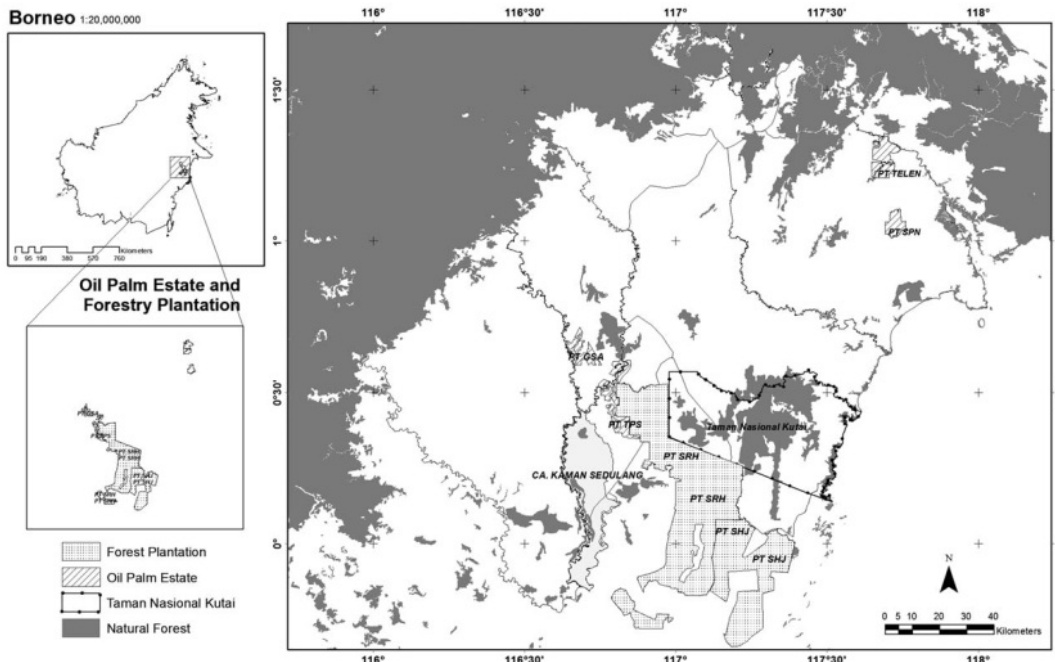 Borneo 1:20,000,000
0 95 190 380 570 760
Kilometers
Oil Palm Estate and
Forestry Plantation
Forest Plantation
Oil Palm Estate
Taman Nasional Kutai
Natural Forest
116° 116°30' 117° 117°30' 118°
1°30'
1°
0°30'
0°
PT TELEN
PT SPN
PT GSA
PT TPS
Taman Nasional Kutai
PT SRH
CA. KAMAN SEDULANG
PT SRH
PT SHJ
PT SHJ
N
0 5 10 20 30 40
Kilometers
116° 116°30' 117° 117°30' 118°